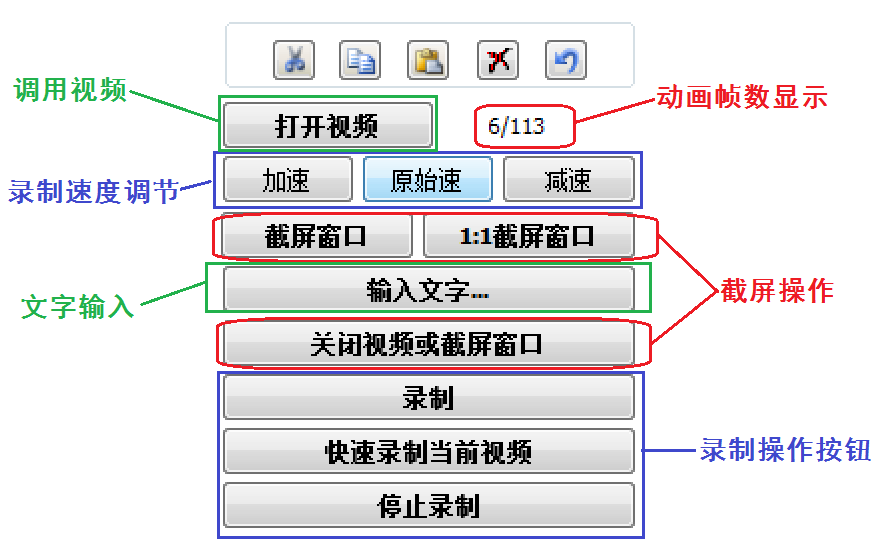 调用视频
打开视频
6/113
动画帧数显示
录制速度调节
加速
原始速
减速
截屏窗口
1:1截屏窗口
文字输入
输入文字...
截屏操作
关闭视频或截屏窗口
录制
快速录制当前视频
录制操作按钮
停止录制